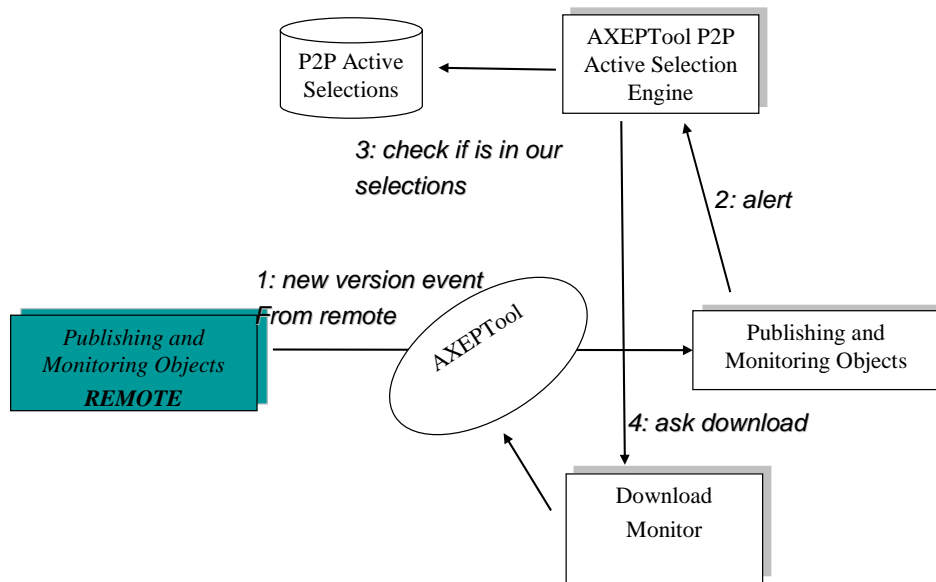 P2P Active
Selections
AXEPTool P2P
Active Selection
Engine
3: check if is in our
selections
2: alert
1: new version event
From remote
Publishing and
Monitoring Objects
REMOTE
AXEPTool
Publishing and
Monitoring Objects
4: ask download
Download
Monitor